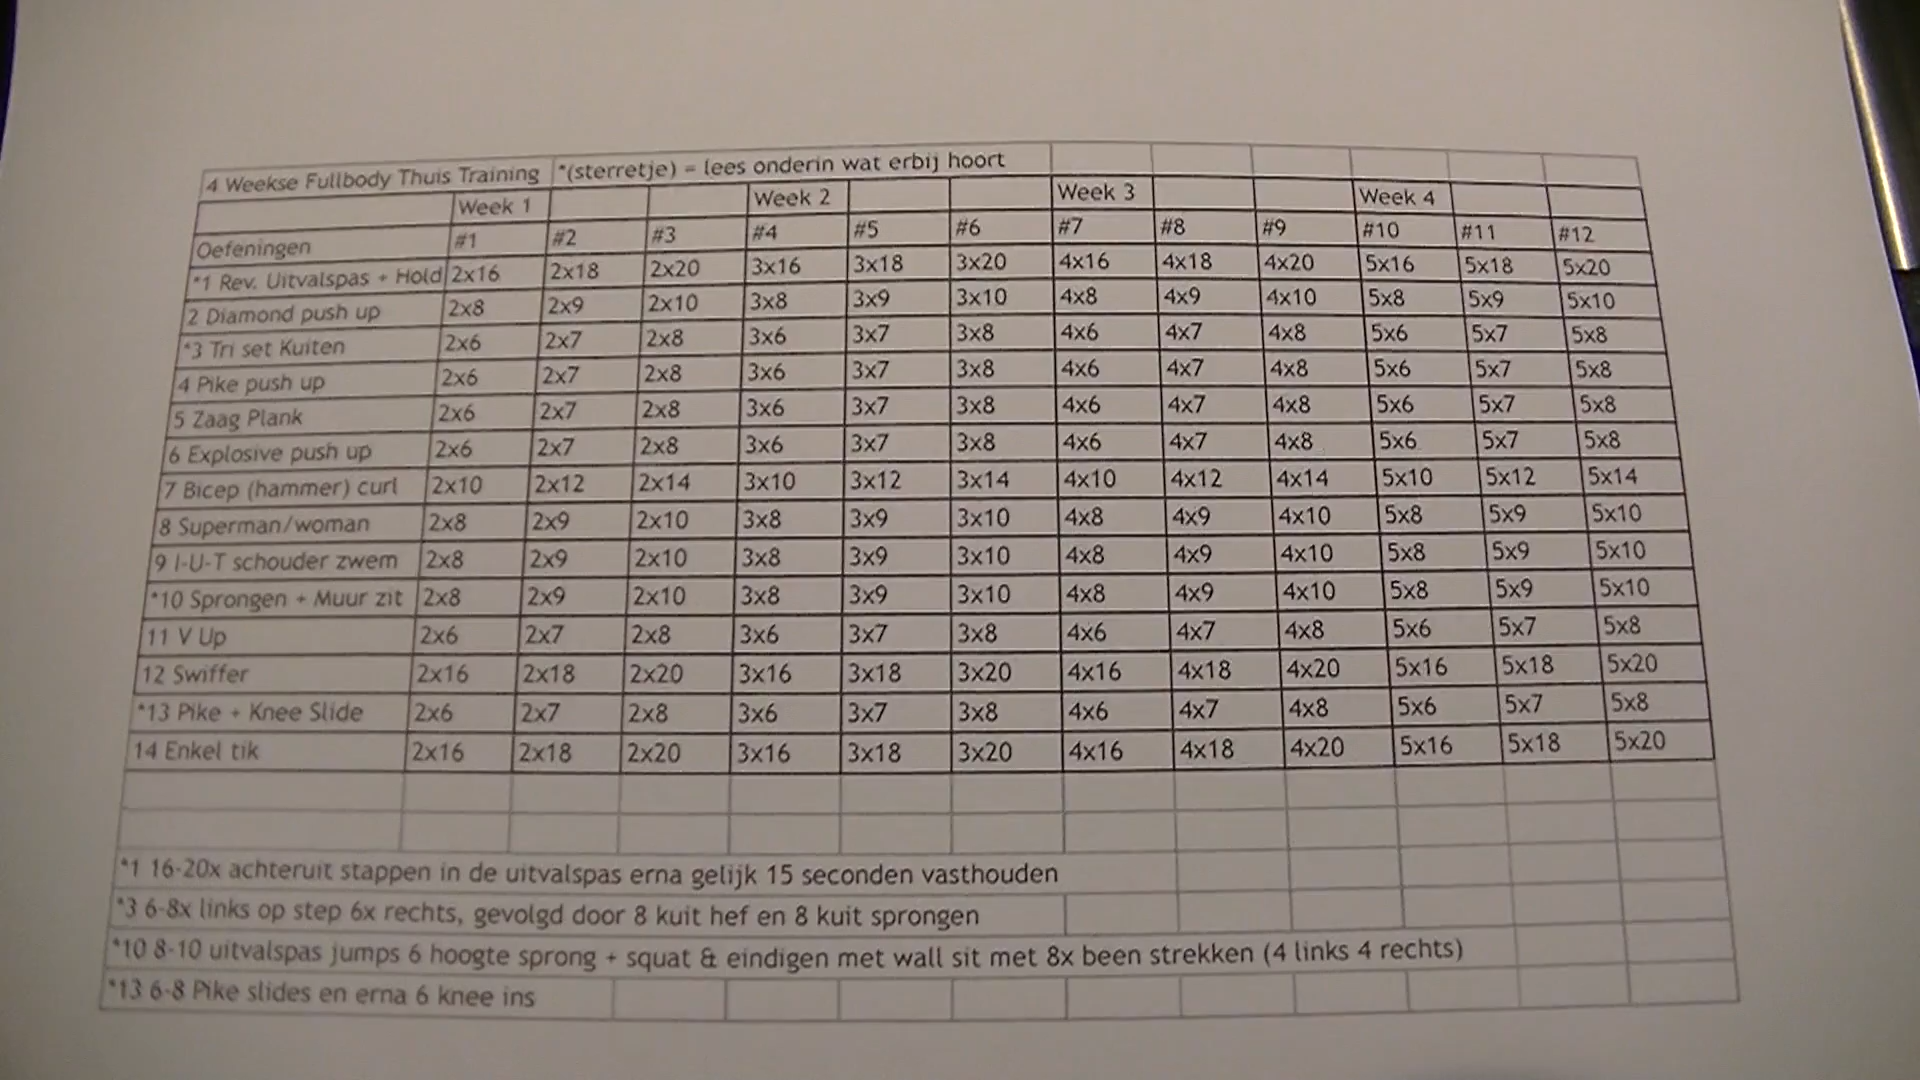 4 Weekse Fullbody Thuis Training *(sterretje) = lees onderin wat erbij hoort
Week 1 Week 2 Week 3 Week 4
Oefeningen #1 #2 #3 #4 #5 #6 #7 #8 #9 #10 #11 #12
*1 Rev. Uitvalspas + Hold 2x16 2x18 2x20 3x16 3x18 3x20 4x16 4x18 4x20 5x16 5x18 5x20
2 Diamond push up 2x8 2x9 2x10 3x8 3x9 3x10 4x8 4x9 4x10 5x8 5x9 5x10
*3 Tri set Kuiten 2x6 2x7 2x8 3x6 3x7 3x8 4x6 4x7 4x8 5x6 5x7 5x8
4 Pike push up 2x6 2x7 2x8 3x6 3x7 3x8 4x6 4x7 4x8 5x6 5x7 5x8
5 Zaag Plank 2x6 2x7 2x8 3x6 3x7 3x8 4x6 4x7 4x8 5x6 5x7 5x8
6 Explosive push up 2x6 2x7 2x8 3x6 3x7 3x8 4x6 4x7 4x8 5x6 5x7 5x8
7 Bicep (hammer) curl 2x10 2x12 2x14 3x10 3x12 3x14 4x10 4x12 4x14 5x10 5x12 5x14
8 Superman/woman 2x8 2x9 2x10 3x8 3x9 3x10 4x8 4x9 4x10 5x8 5x9 5x10
9 I-U-T schouder zwem 2x8 2x9 2x10 3x8 3x9 3x10 4x8 4x9 4x10 5x8 5x9 5x10
*10 Sprongen + Muur zit 2x8 2x9 2x10 3x8 3x9 3x10 4x8 4x9 4x10 5x8 5x9 5x10
11 V Up 2x6 2x7 2x8 3x6 3x7 3x8 4x6 4x7 4x8 5x6 5x7 5x8
12 Swiffer 2x16 2x18 2x20 3x16 3x18 3x20 4x16 4x18 4x20 5x16 5x18 5x20
*13 Pike + Knee Slide 2x6 2x7 2x8 3x6 3x7 3x8 4x6 4x7 4x8 5x6 5x7 5x8
14 Enkel tik 2x16 2x18 2x20 3x16 3x18 3x20 4x16 4x18 4x20 5x16 5x18 5x20
*1 16-20x achteruit stappen in de uitvalspas erna gelijk 15 seconden vasthouden
*3 6-8x links op step 6x rechts, gevolgd door 8 kuit hef en 8 kuit sprongen
*10 8-10 uitvalspas jumps 6 hoogte sprong + squat & eindigen met wall sit met 8x been strekken (4 links 4 rechts)
*13 6-8 Pike slides en erna 6 knee ins